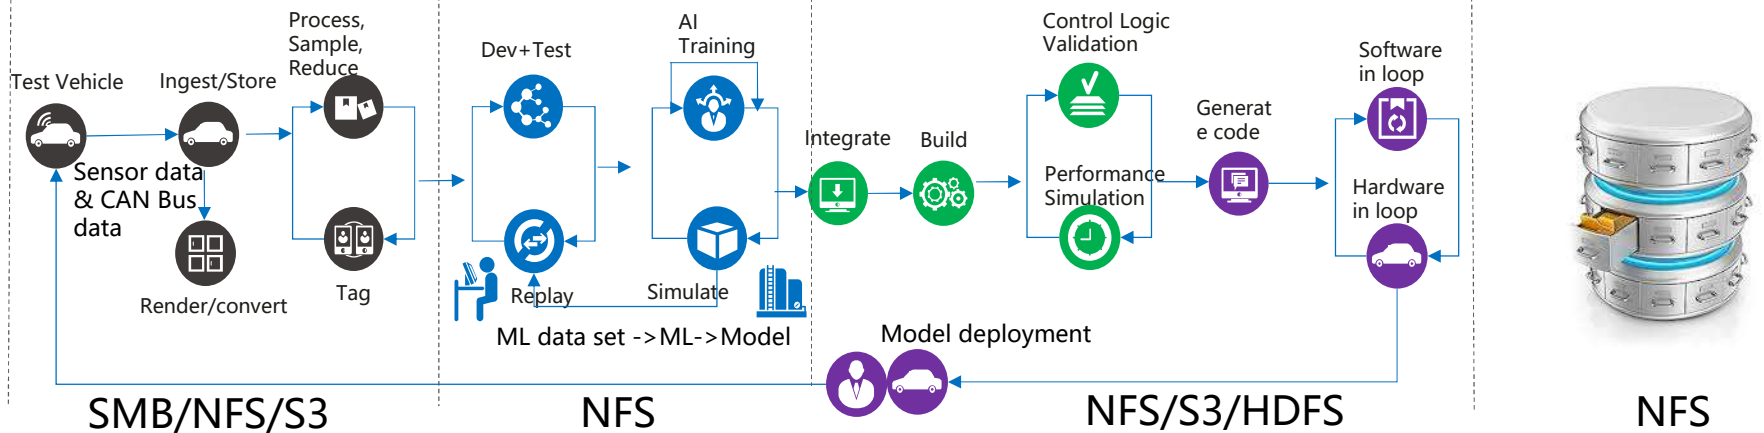 Test Vehicle
Ingest/Store
Process,
Sample,
Reduce
Sensor data
& CAN Bus
data
Render/convert
Tag
Dev+Test
AI
Training
Replay
Simulate
ML data set ->ML->Model
Integrate
Build
Control Logic
Validation
Performance
Simulation
Generat
e code
Software
in loop
Hardware
in loop
Model deployment
SMB/NFS/S3
NFS
NFS/S3/HDFS
NFS